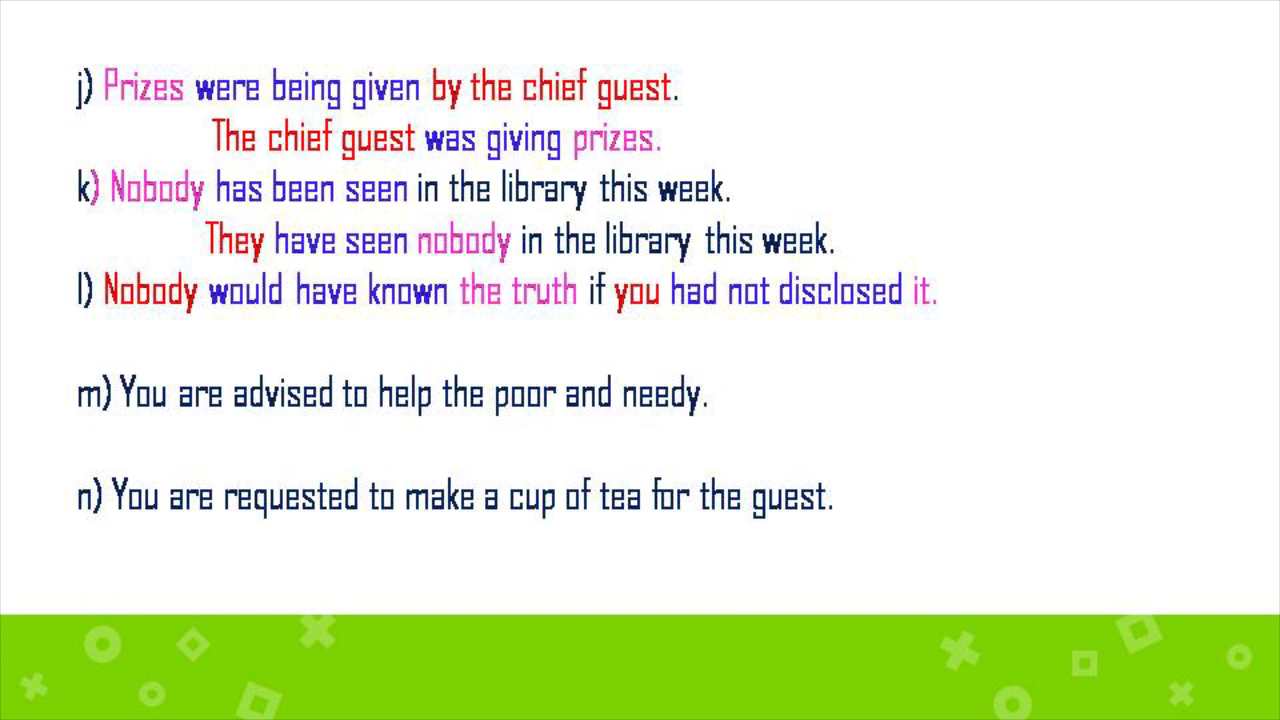 j) Prizes were being given by the chief guest.
The chief guest was giving prizes.
k) Nobody has been seen in the library this week.
They have seen nobody in the library this week.
l) Nobody would have known the truth if you had not disclosed it.
m) You are advised to help the poor and needy.
n) You are requested to make a cup of tea for the guest.